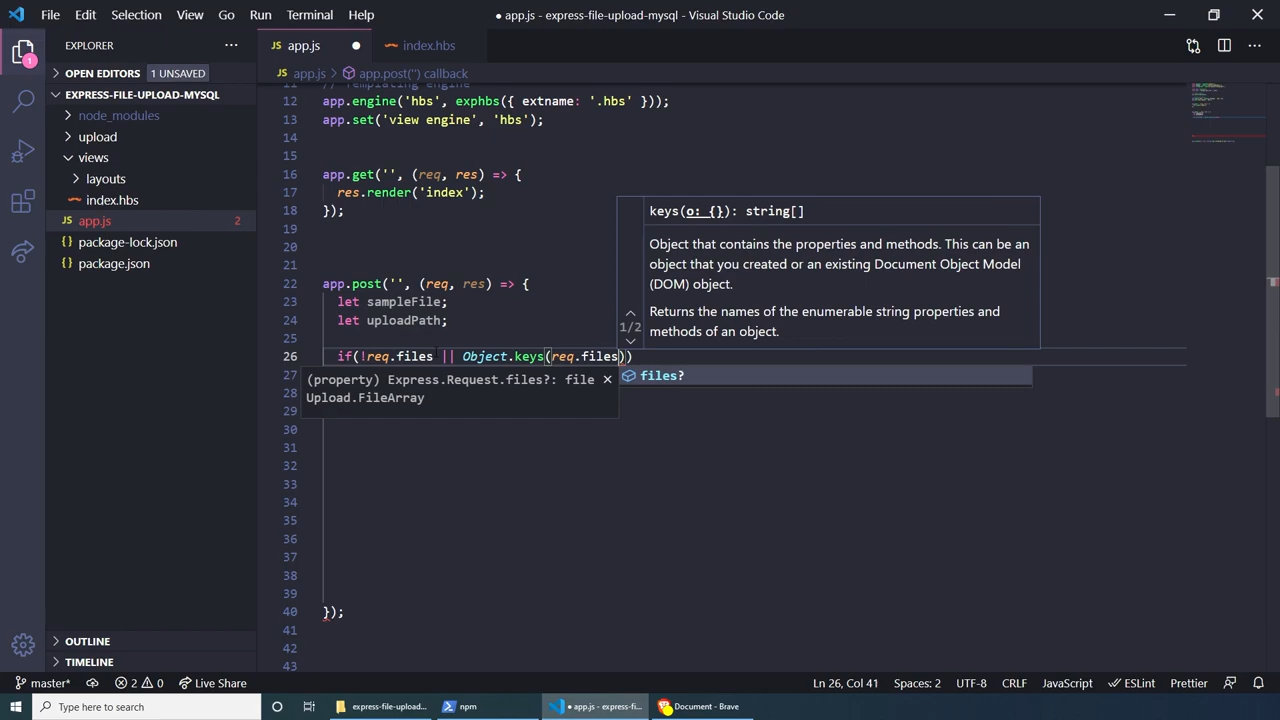 File Edit Selection View Go Run Terminal Help
● app.js - express-file-upload-mysql - Visual Studio Code
EXPLORER
OPEN EDITORS 1 UNSAVED
EXPRESS-FILE-UPLOAD-MYSQL
node_modules
upload
views
layouts
index.hbs
JS app.js 2
package-lock.json
package.json
OUTLINE
TIMELINE
1
JS app.js ● index.hbs
JS app.js > app.post('') callback
11 // Templating engine
12 app.engine('hbs', exphbs({ extname: '.hbs' }));
13 app.set('view engine', 'hbs');
14
15
16 app.get('', (req, res) => {
17 res.render('index');
18 });
19
20
21
22 app.post('', (req, res) => {
23 let sampleFile;
24 let uploadPath;
25
26 if(!req.files || Object.keys(req.files))
27
28
29
30
31
32
33
34
35
36
37
38
39
40 });
41
42
43
keys(o: {}): string[]
Object that contains the properties and methods. This can be an
object that you created or an existing Document Object Model
(DOM) object.
1/2
Returns the names of the enumerable string properties and
methods of an object.
files?
(property) Express.Request.files?: file
Upload.FileArray
master* 2 0 Live Share
Ln 26, Col 41 Spaces: 2 UTF-8 CRLF JavaScript ESLint Prettier
Type here to search
express-file-upload... npm ● app.js - express-fi... Document - Brave